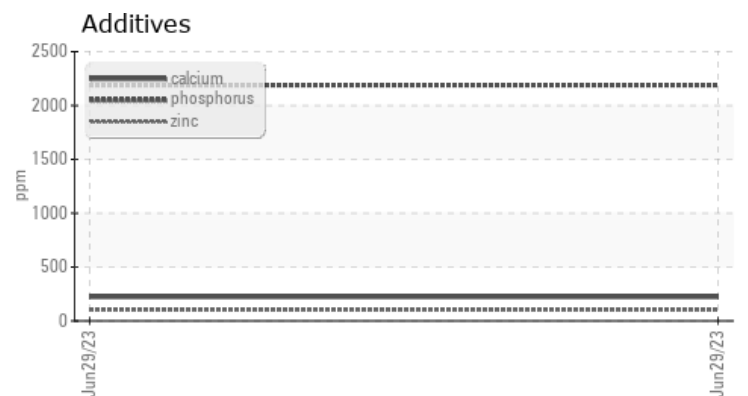 Additives
2500
2000
1500
1000
500
0
ppm
calcium
phosphorus
zinc
Jun29/23
Jun29/23